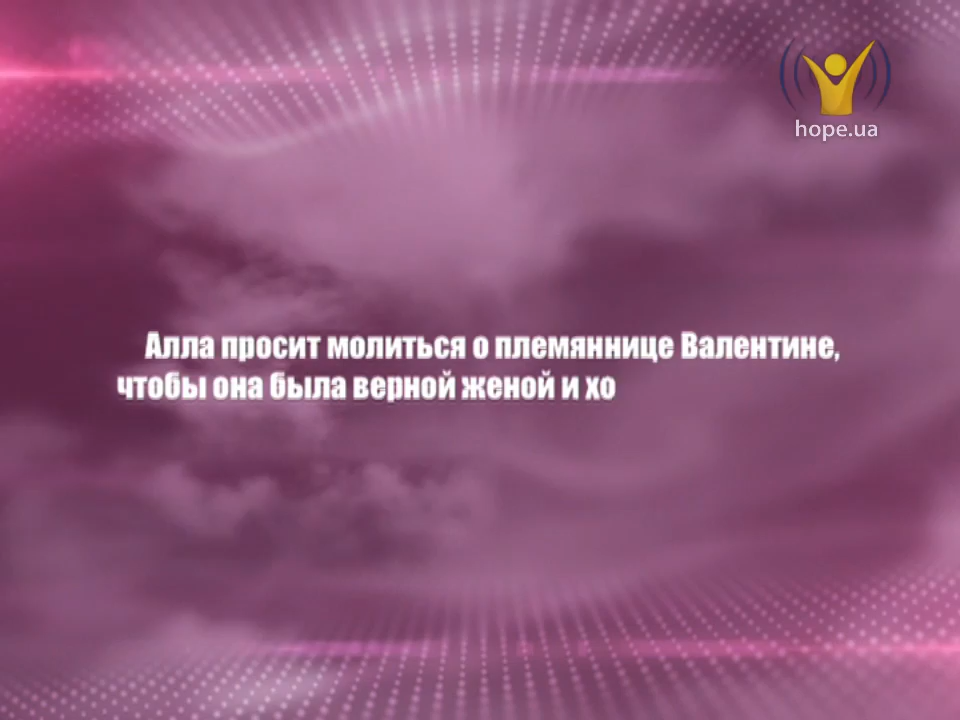 hope.ua
Алла просит молиться о племяннице Валентине,
чтобы она была верной женой и хо